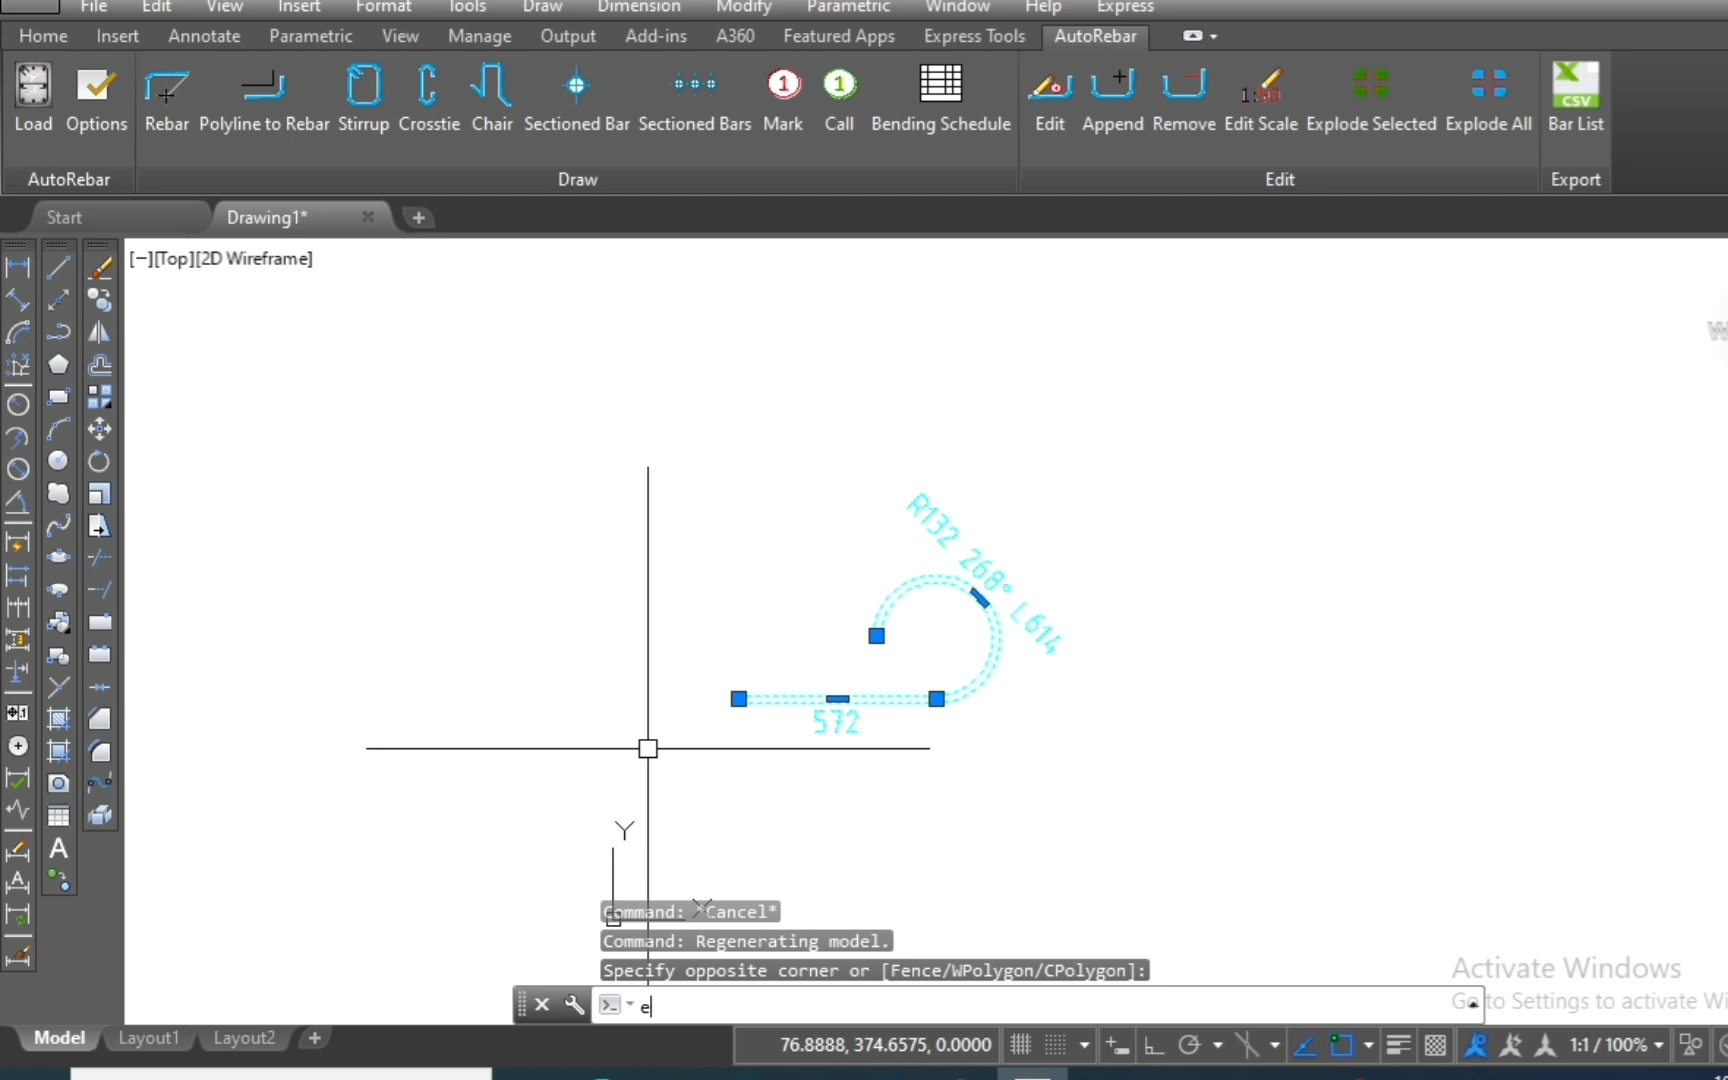 File Edit View Insert Format Tools Draw Dimension Modify Parametric Window Help Express
Home Insert Annotate Parametric View Manage Output Add-ins A360 Featured Apps Express Tools AutoRebar
Load Options Rebar Polyline to Rebar Stirrup Crosstie Chair Sectioned Bar Sectioned Bars 1 Mark 1 Call Bending Schedule Edit Append Remove Edit Scale Explode Selected Explode All CSV Bar List
AutoRebar Draw Edit Export
Start Drawing1*
[−][Top][2D Wireframe]
W
R132 268° L614
572
Y
X
Command: *Cancel*
Command: Regenerating model.
Specify opposite corner or [Fence/WPolygon/CPolygon]:
e
Activate Windows
Go to Settings to activate Wi
Model Layout1 Layout2
76.8888, 374.6575, 0.0000
1:1 / 100%